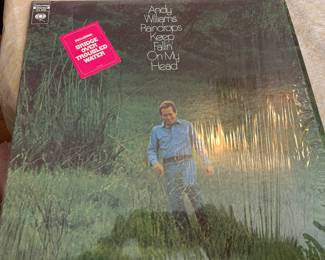 Andy
Williams
Raindrops
Keep
Fallin'
On My
Head
INCLUDING:
BRIDGE
OVER
TROUBLED
WATER